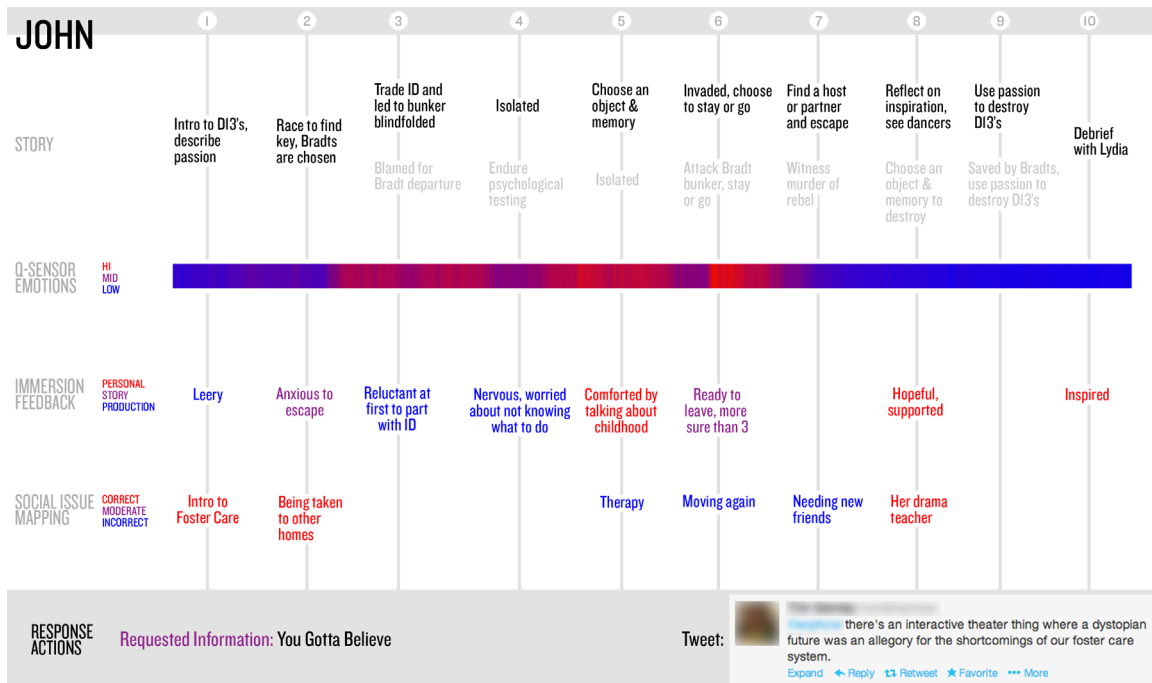 JOHN
1 2 3 4 5 6 7 8 9 10
STORY
Intro to DI3's,
describe
passion
Race to find
key, Bradts
are chosen
Trade ID and
led to bunker
blindfolded
Blamed for
Bradt departure
Isolated
Endure
psychological
testing
Choose an
object &
memory
Isolated
Invaded, choose
to stay or go
Attack Bradt
bunker, stay
or go
Find a host
or partner
and escape
Witness
murder of
rebel
Reflect on
inspiration,
see dancers
Choose an
object &
memory to
destroy
Use passion
to destroy
DI3's
Saved by Bradts,
use passion to
destroy DI3's
Debrief
with Lydia
Q-SENSOR
EMOTIONS
HI
MID
LOW
IMMERSION
FEEDBACK
PERSONAL
STORY
PRODUCTION
Leery
Anxious to
escape
Reluctant at
first to part
with ID
Nervous, worried
about not knowing
what to do
Comforted by
talking about
childhood
Ready to
leave, more
sure than 3
Hopeful,
supported
Inspired
SOCIAL ISSUE
MAPPING
CORRECT
MODERATE
INCORRECT
Intro to
Foster Care
Being taken
to other
homes
Therapy
Moving again
Needing new
friends
Her drama
teacher
RESPONSE
ACTIONS
Requested Information: You Gotta Believe
Tweet:
there's an interactive theater thing where a dystopian
future was an allegory for the shortcomings of our foster care
system.
Expand Reply Retweet Favorite ••• More